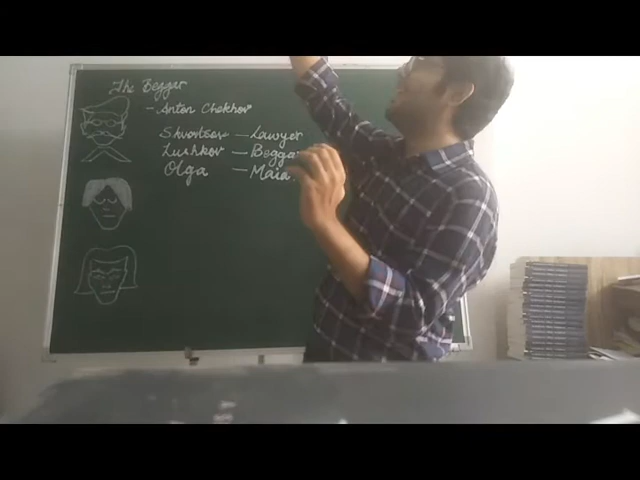 The Beggar
- Anton Chekhov
Skvortsov — Lawyer
Lushkov — Beggar
Olga — Maid